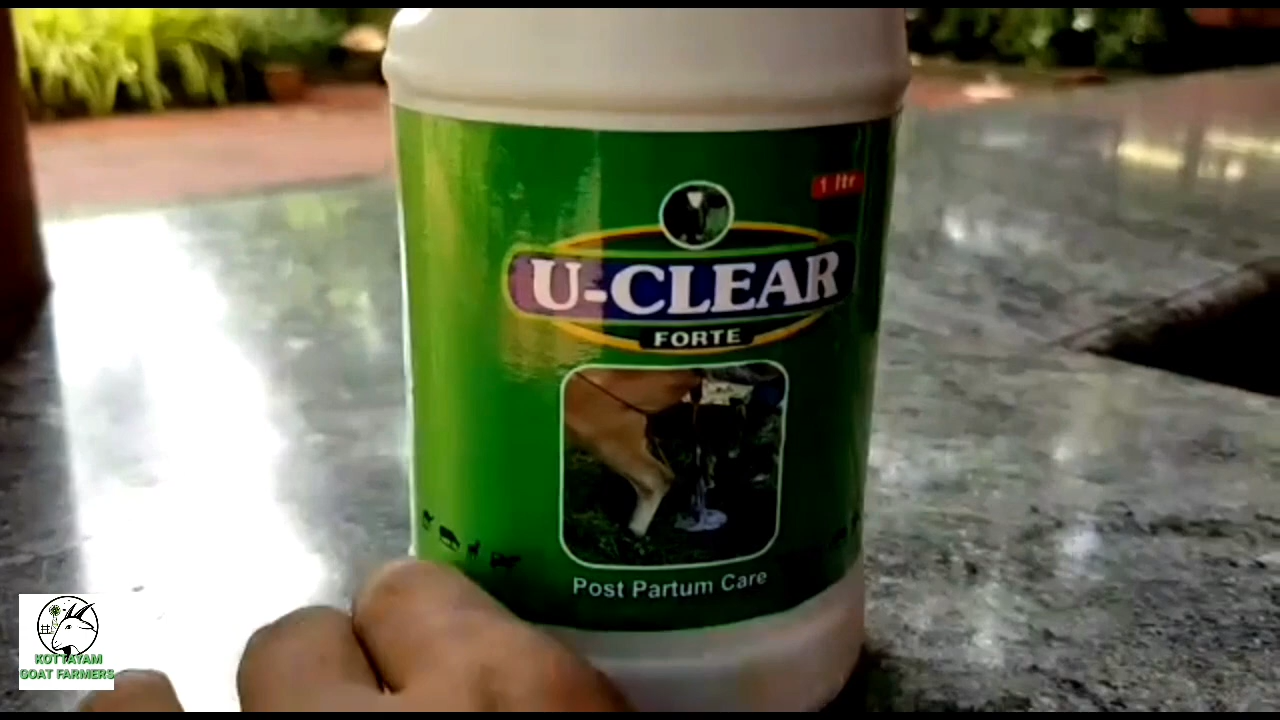 1 ltr
U-CLEAR
FORTE
Post Partum Care
KOTTAYAM
GOAT FARMERS